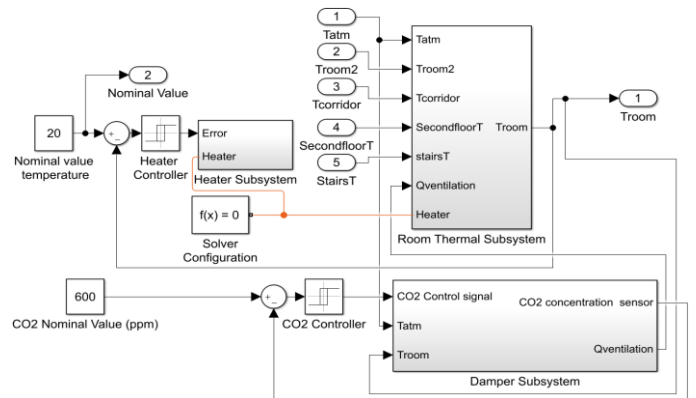 1
Tatm
2
Troom2
3
Tcorridor
4
SecondfloorT
5
StairsT
2
Nominal Value
20
Nominal value
temperature
+
-
Heater
Controller
Error
Heater
Heater Subsystem
f(x) = 0
Solver
Configuration
Tatm
Troom2
Tcorridor
SecondfloorT
stairsT
Qventilation
Heater
Troom
Room Thermal Subsystem
1
Troom
600
CO2 Nominal Value (ppm)
+
-
CO2 Controller
CO2 Control signal
Tatm
Troom
CO2 concentration sensor
Qventilation
Damper Subsystem